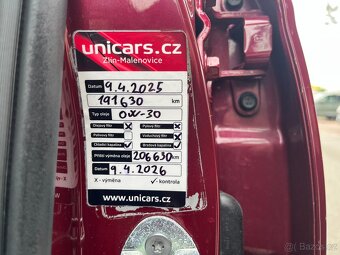 unicars.cz
Zlín-Malenovice
Datum 9.4.2025
191630 km
Typ oleje 0W-30
Olejový filtr X Pylový filtr X
Palivový filtr Vzduchový filtr X
Chladicí kapalina ✓ Brzdová kapalina ✓
Příští výměna oleje 206630 km
9.4.2026
X - výměna ✓ kontrola
www.unicars.cz